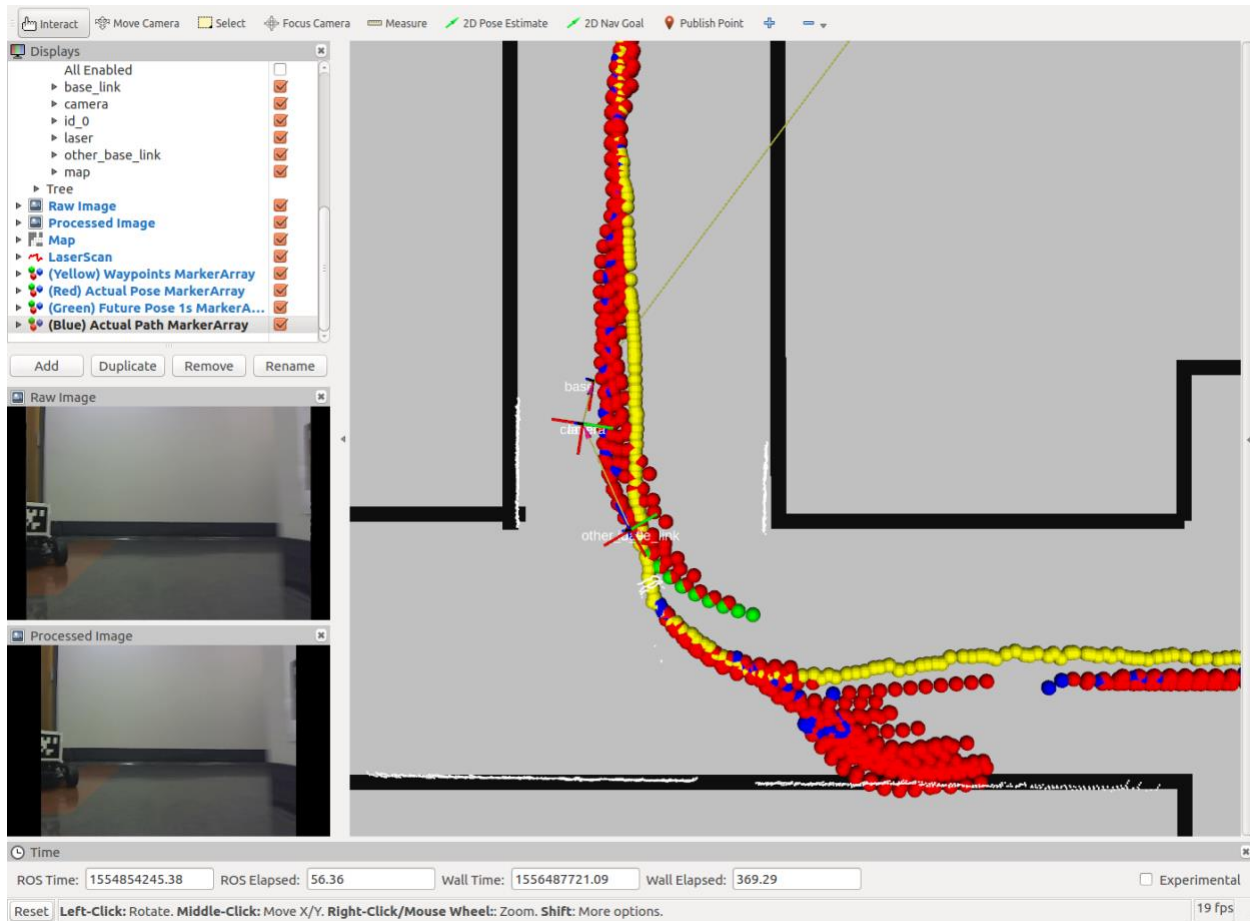 Interact Move Camera Select Focus Camera Measure 2D Pose Estimate 2D Nav Goal Publish Point
Displays
All Enabled
base_link
camera
id_0
laser
other_base_link
map
Tree
Raw Image
Processed Image
Map
LaserScan
(Yellow) Waypoints MarkerArray
(Red) Actual Pose MarkerArray
(Green) Future Pose 1s MarkerA...
(Blue) Actual Path MarkerArray
Add Duplicate Remove Rename
Raw Image
Processed Image
other_base_link
Time
ROS Time: 1554854245.38 ROS Elapsed: 56.36 Wall Time: 1556487721.09 Wall Elapsed: 369.29 Experimental
Reset Left-Click: Rotate. Middle-Click: Move X/Y. Right-Click/Mouse Wheel:: Zoom. Shift: More options. 19 fps